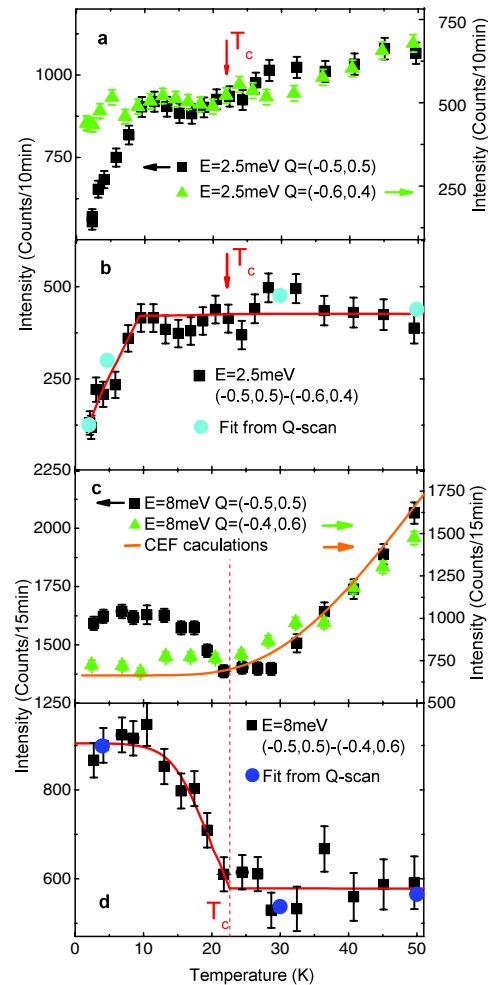 a
T_c
E=2.5meV Q=(-0.5,0.5)
E=2.5meV Q=(-0.6,0.4)
1000
750
750
500
250
Intensity (Counts/10min)
Intensity (Counts/10min)
b
T_c
500
250
E=2.5meV
(-0.5,0.5)-(-0.6,0.4)
Fit from Q-scan
2250
c
E=8meV Q=(-0.5,0.5)
E=8meV Q=(-0.4,0.6)
CEF caculations
2000
1750
1500
1250
1750
1500
1250
1000
750
500
Intensity (Counts/15min)
Intensity (Counts/15min)
E=8meV
(-0.5,0.5)-(-0.4,0.6)
Fit from Q-scan
900
600
d
T_c
0 10 20 30 40 50
Temperature (K)